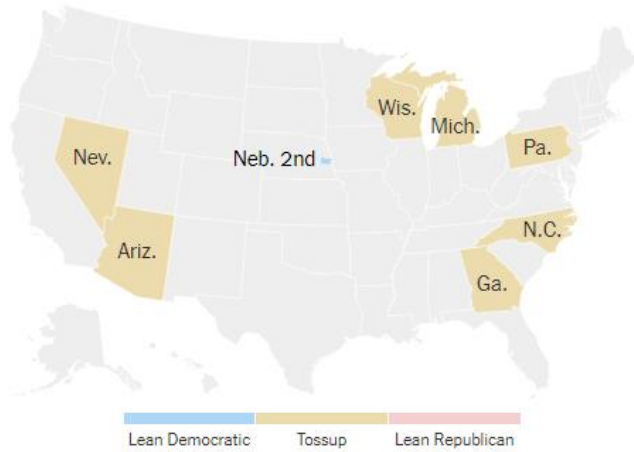 Wis.
Mich.
Nev.
Neb. 2nd
Pa.
Ariz.
N.C.
Ga.
Lean Democratic
Tossup
Lean Republican